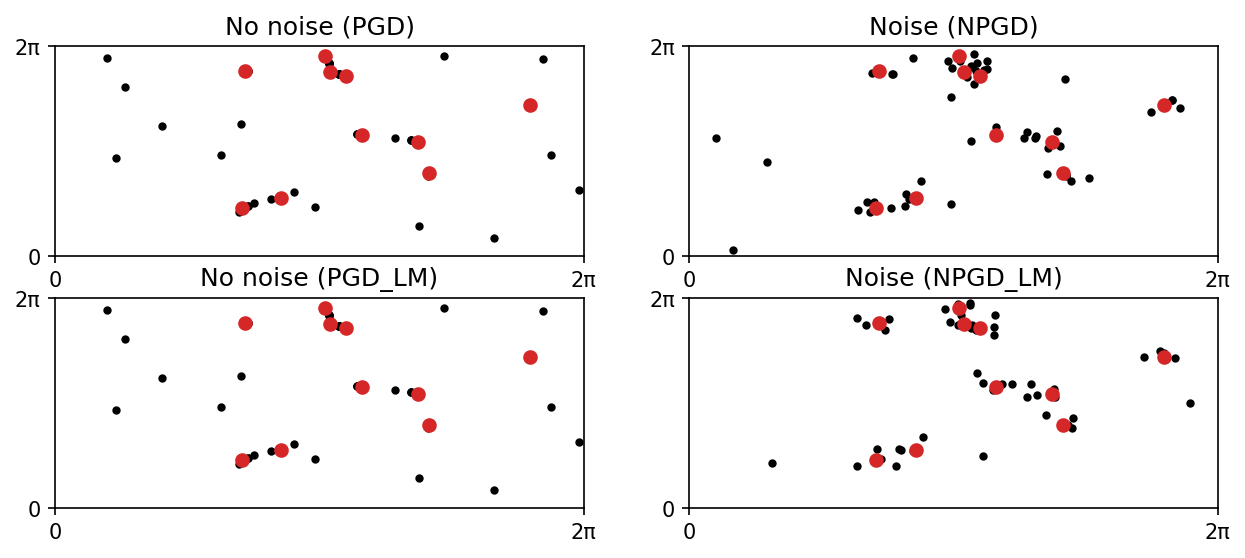 No noise (PGD)
Noise (NPGD)
2π
0
0
2π
2π
0
0
2π
No noise (PGD_LM)
Noise (NPGD_LM)
2π
0
0
2π
2π
0
0
2π